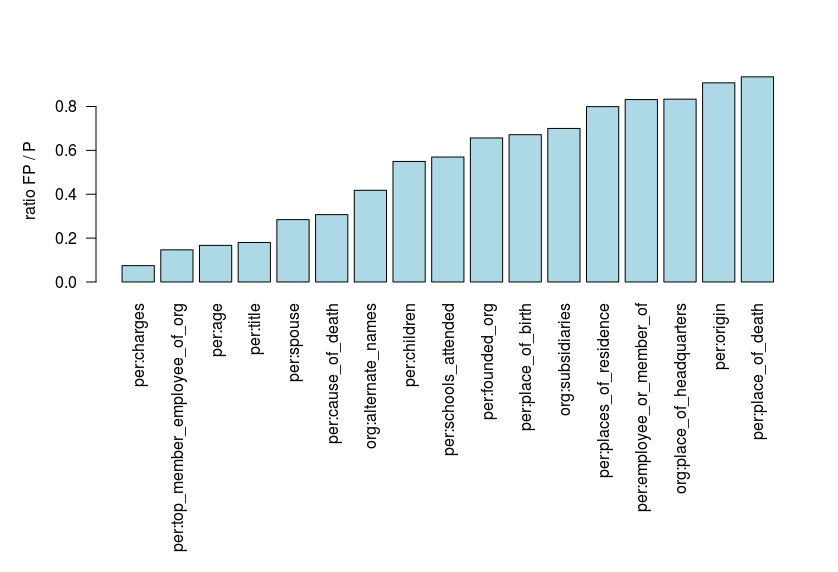 ratio FP / P
0.8
0.6
0.4
0.2
0.0
per:charges
per:top_member_employee_of_org
per:age
per:title
per:spouse
per:cause_of_death
org:alternate_names
per:children
per:schools_attended
per:founded_org
per:place_of_birth
org:subsidiaries
per:places_of_residence
per:employee_or_member_of
org:place_of_headquarters
per:origin
per:place_of_death